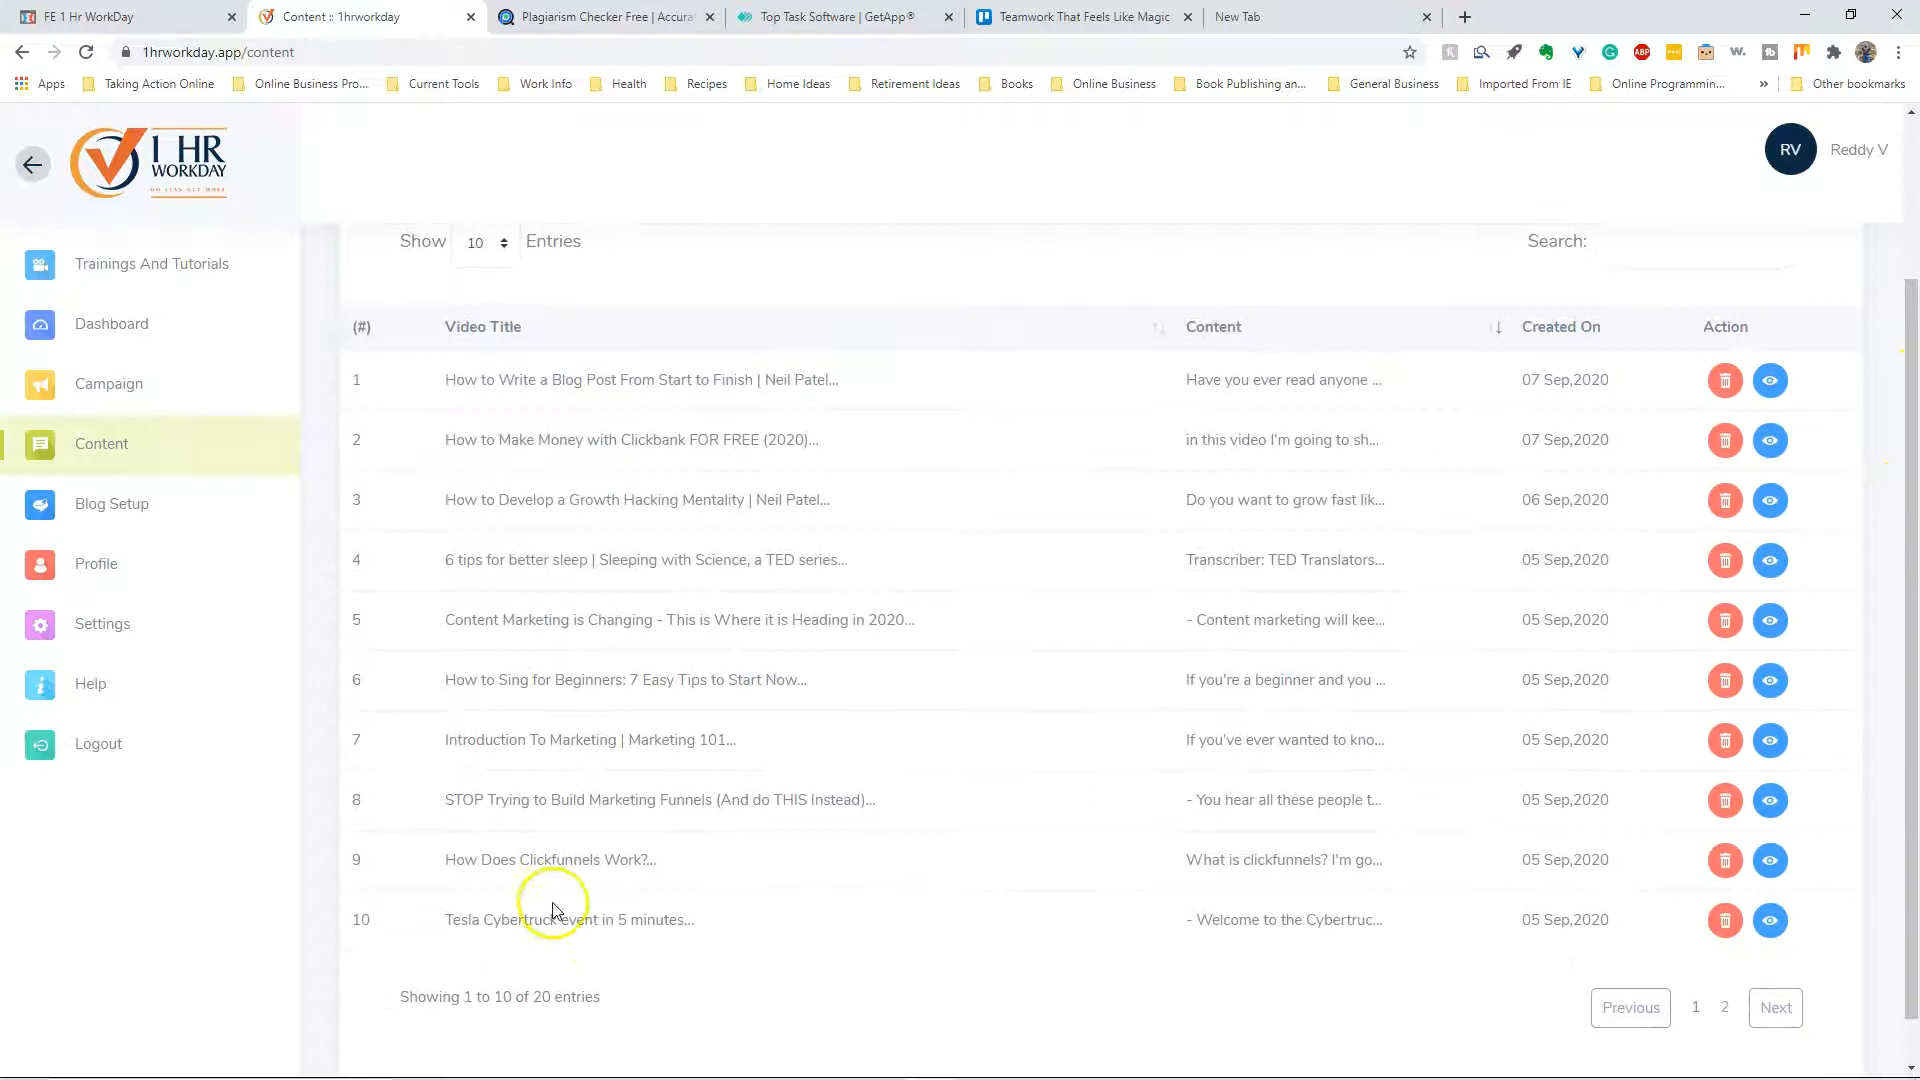 FE 1 Hr WorkDay
Content :: 1hrworkday
Plagiarism Checker Free | Accura
Top Task Software | GetApp®
Teamwork That Feels Like Magic
New Tab
1hrworkday.app/content
Apps
Taking Action Online
Online Business Pro...
Current Tools
Work Info
Health
Recipes
Home Ideas
Retirement Ideas
Books
Online Business
Book Publishing an...
General Business
Imported From IE
Online Programmin...
»
Other bookmarks
1 HR
WORKDAY
DO LESS GET MORE
RV
Reddy V
Trainings And Tutorials
Dashboard
Campaign
Content
Blog Setup
Profile
Settings
Help
Logout
Show 10 Entries
Search:
(#) Video Title Content Created On Action
1 How to Write a Blog Post From Start to Finish | Neil Patel... Have you ever read anyone ... 07 Sep,2020
2 How to Make Money with Clickbank FOR FREE (2020)... in this video I'm going to sh... 07 Sep,2020
3 How to Develop a Growth Hacking Mentality | Neil Patel... Do you want to grow fast lik... 06 Sep,2020
4 6 tips for better sleep | Sleeping with Science, a TED series... Transcriber: TED Translators... 05 Sep,2020
5 Content Marketing is Changing - This is Where it is Heading in 2020... - Content marketing will kee... 05 Sep,2020
6 How to Sing for Beginners: 7 Easy Tips to Start Now... If you're a beginner and you ... 05 Sep,2020
7 Introduction To Marketing | Marketing 101... If you've ever wanted to kno... 05 Sep,2020
8 STOP Trying to Build Marketing Funnels (And do THIS Instead)... - You hear all these people t... 05 Sep,2020
9 How Does Clickfunnels Work?... What is clickfunnels? I'm go... 05 Sep,2020
10 Tesla Cybertruck event in 5 minutes... - Welcome to the Cybertruc... 05 Sep,2020
Showing 1 to 10 of 20 entries
Previous 1 2 Next